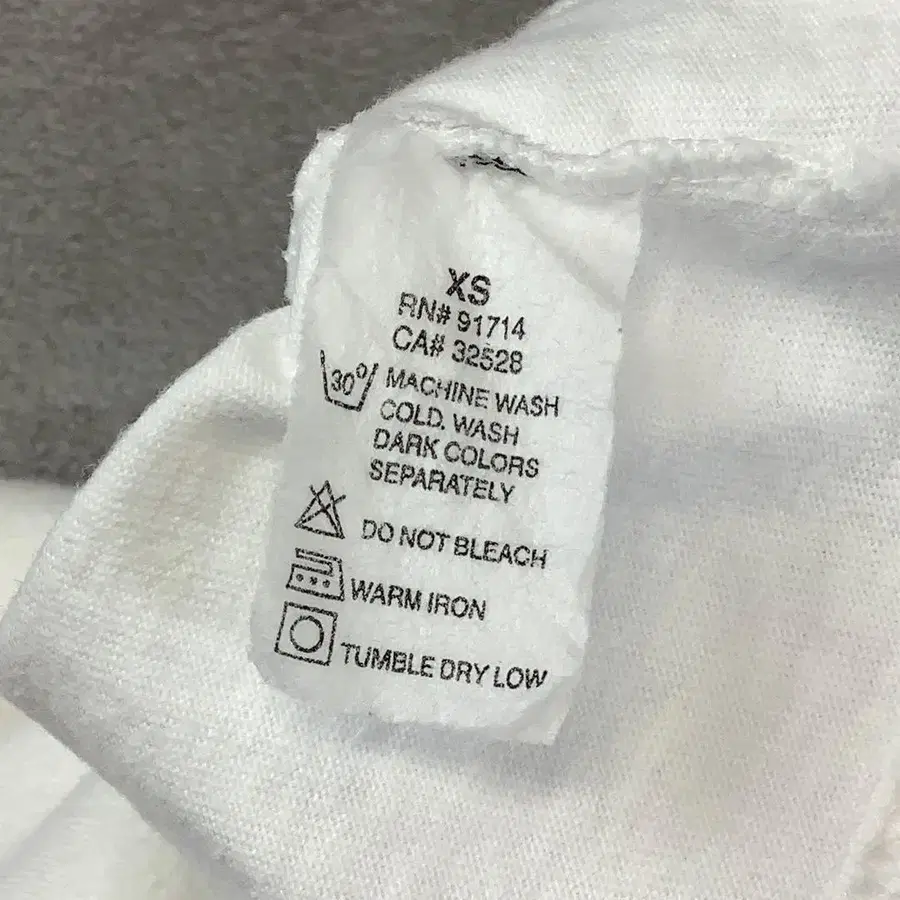 XS
RN# 91714
CA# 32528
30° MACHINE WASH
COLD. WASH
DARK COLORS
SEPARATELY
DO NOT BLEACH
WARM IRON
TUMBLE DRY LOW